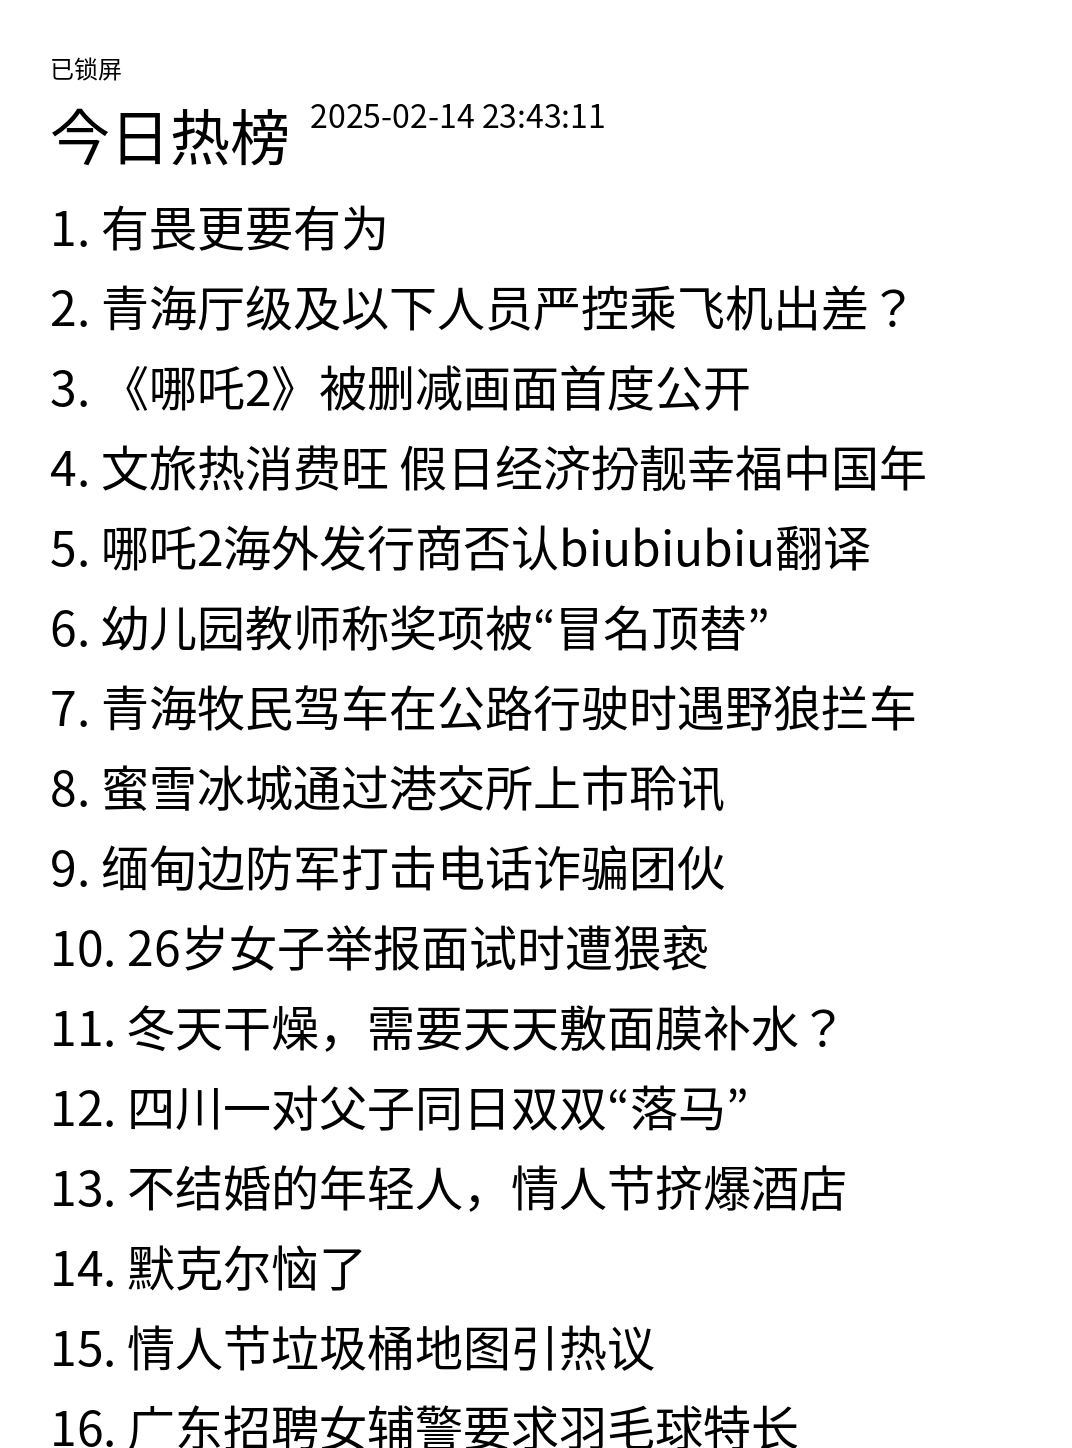 已锁屏
今日热榜 2025-02-14 23:43:11
1. 有畏更要有为
2. 青海厅级及以下人员严控乘飞机出差？
3. 《哪吒2》被删减画面首度公开
4. 文旅热消费旺 假日经济扮靓幸福中国年
5. 哪吒2海外发行商否认biubiubiu翻译
6. 幼儿园教师称奖项被“冒名顶替”
7. 青海牧民驾车在公路行驶时遇野狼拦车
8. 蜜雪冰城通过港交所上市聆讯
9. 缅甸边防军打击电话诈骗团伙
10. 26岁女子举报面试时遭猥亵
11. 冬天干燥，需要天天敷面膜补水？
12. 四川一对父子同日双双“落马”
13. 不结婚的年轻人，情人节挤爆酒店
14. 默克尔恼了
15. 情人节垃圾桶地图引热议
16. 广东招聘女辅警要求羽毛球特长